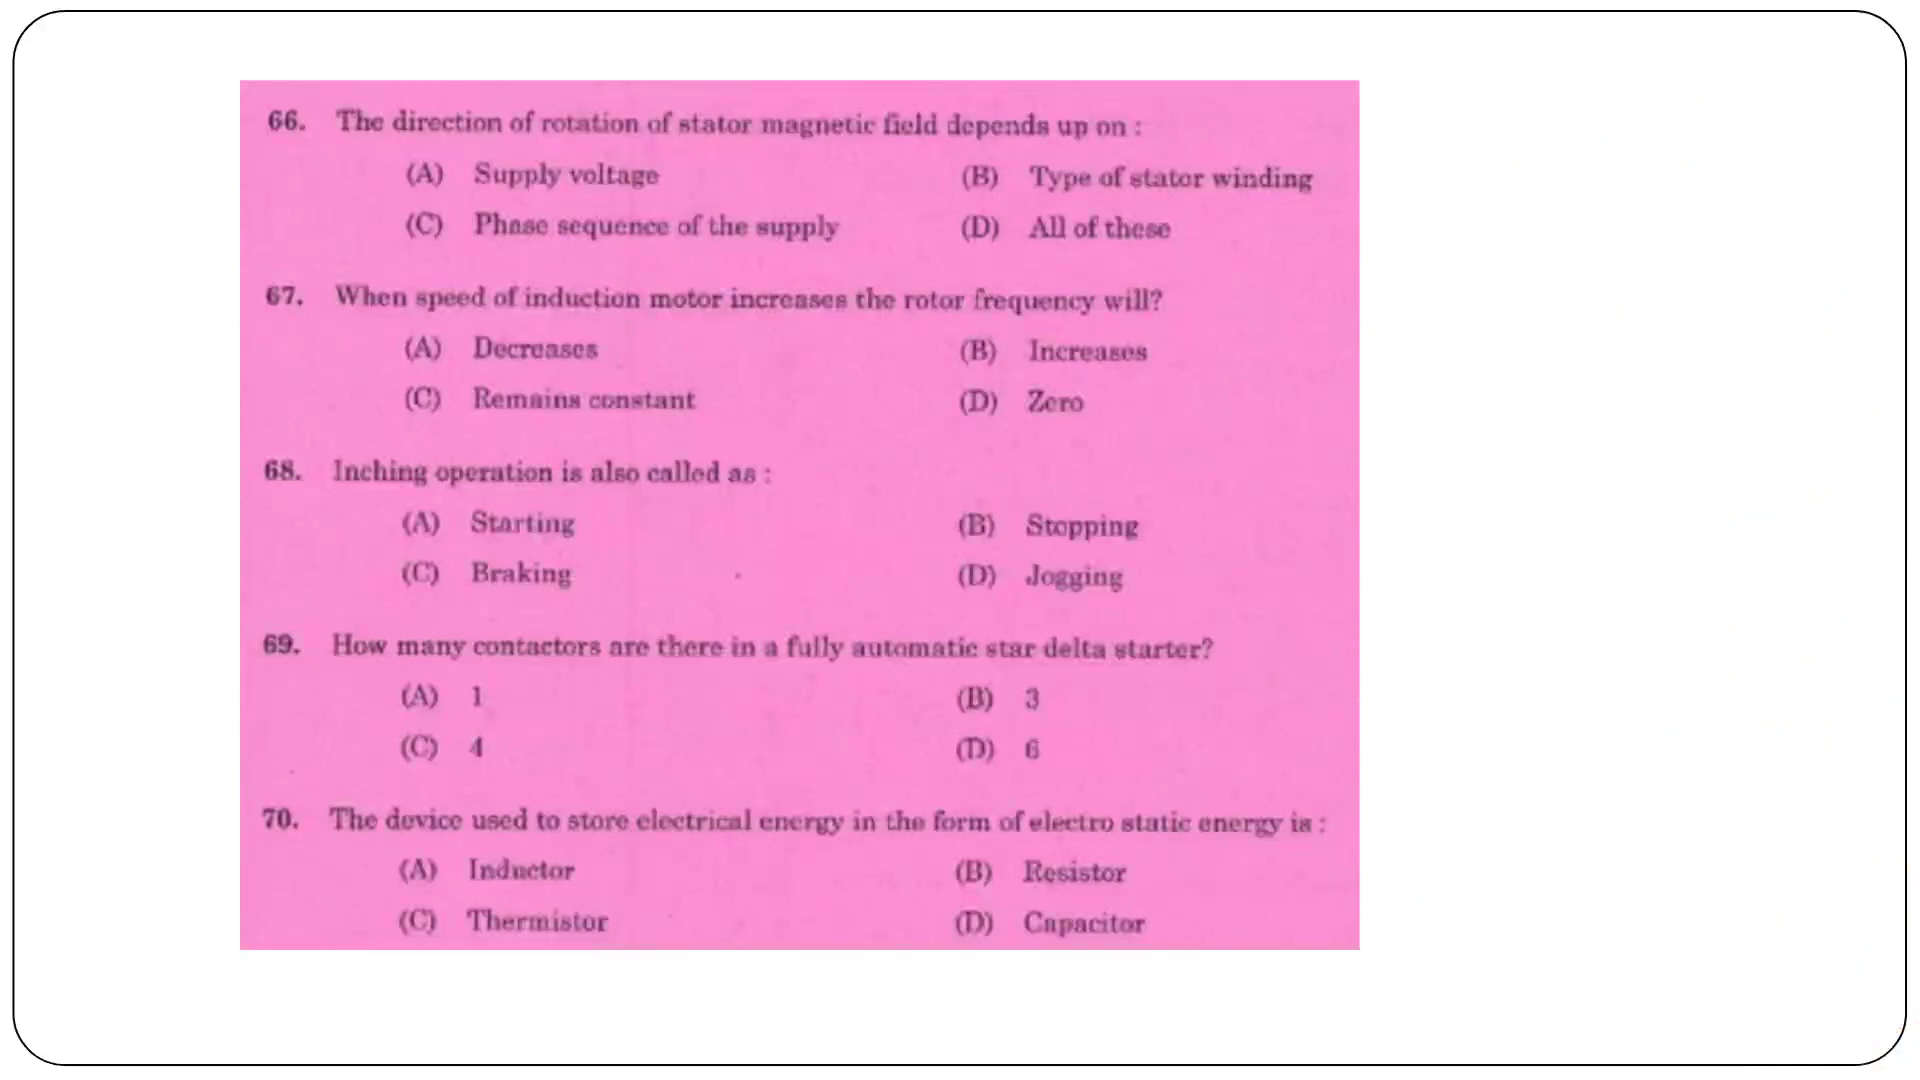 66. The direction of rotation of stator magnetic field depends up on :
(A) Supply voltage (B) Type of stator winding
(C) Phase sequence of the supply (D) All of these
67. When speed of induction motor increases the rotor frequency will?
(A) Decreases (B) Increases
(C) Remains constant (D) Zero
68. Inching operation is also called as :
(A) Starting (B) Stopping
(C) Braking (D) Jogging
69. How many contactors are there in a fully automatic star delta starter?
(A) 1 (B) 3
(C) 4 (D) 6
70. The device used to store electrical energy in the form of electro static energy is :
(A) Inductor (B) Resistor
(C) Thermistor (D) Capacitor